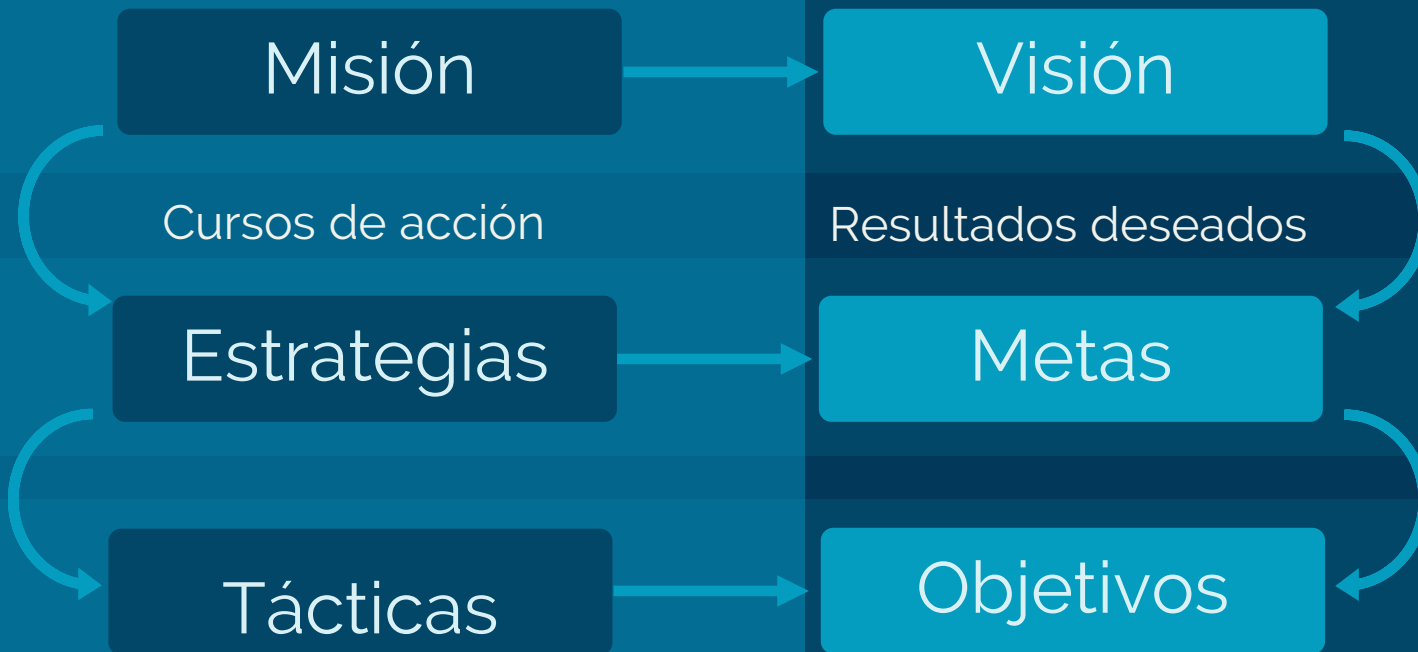 Misión
Visión
Cursos de acción
Resultados deseados
Estrategias
Metas
Tácticas
Objetivos